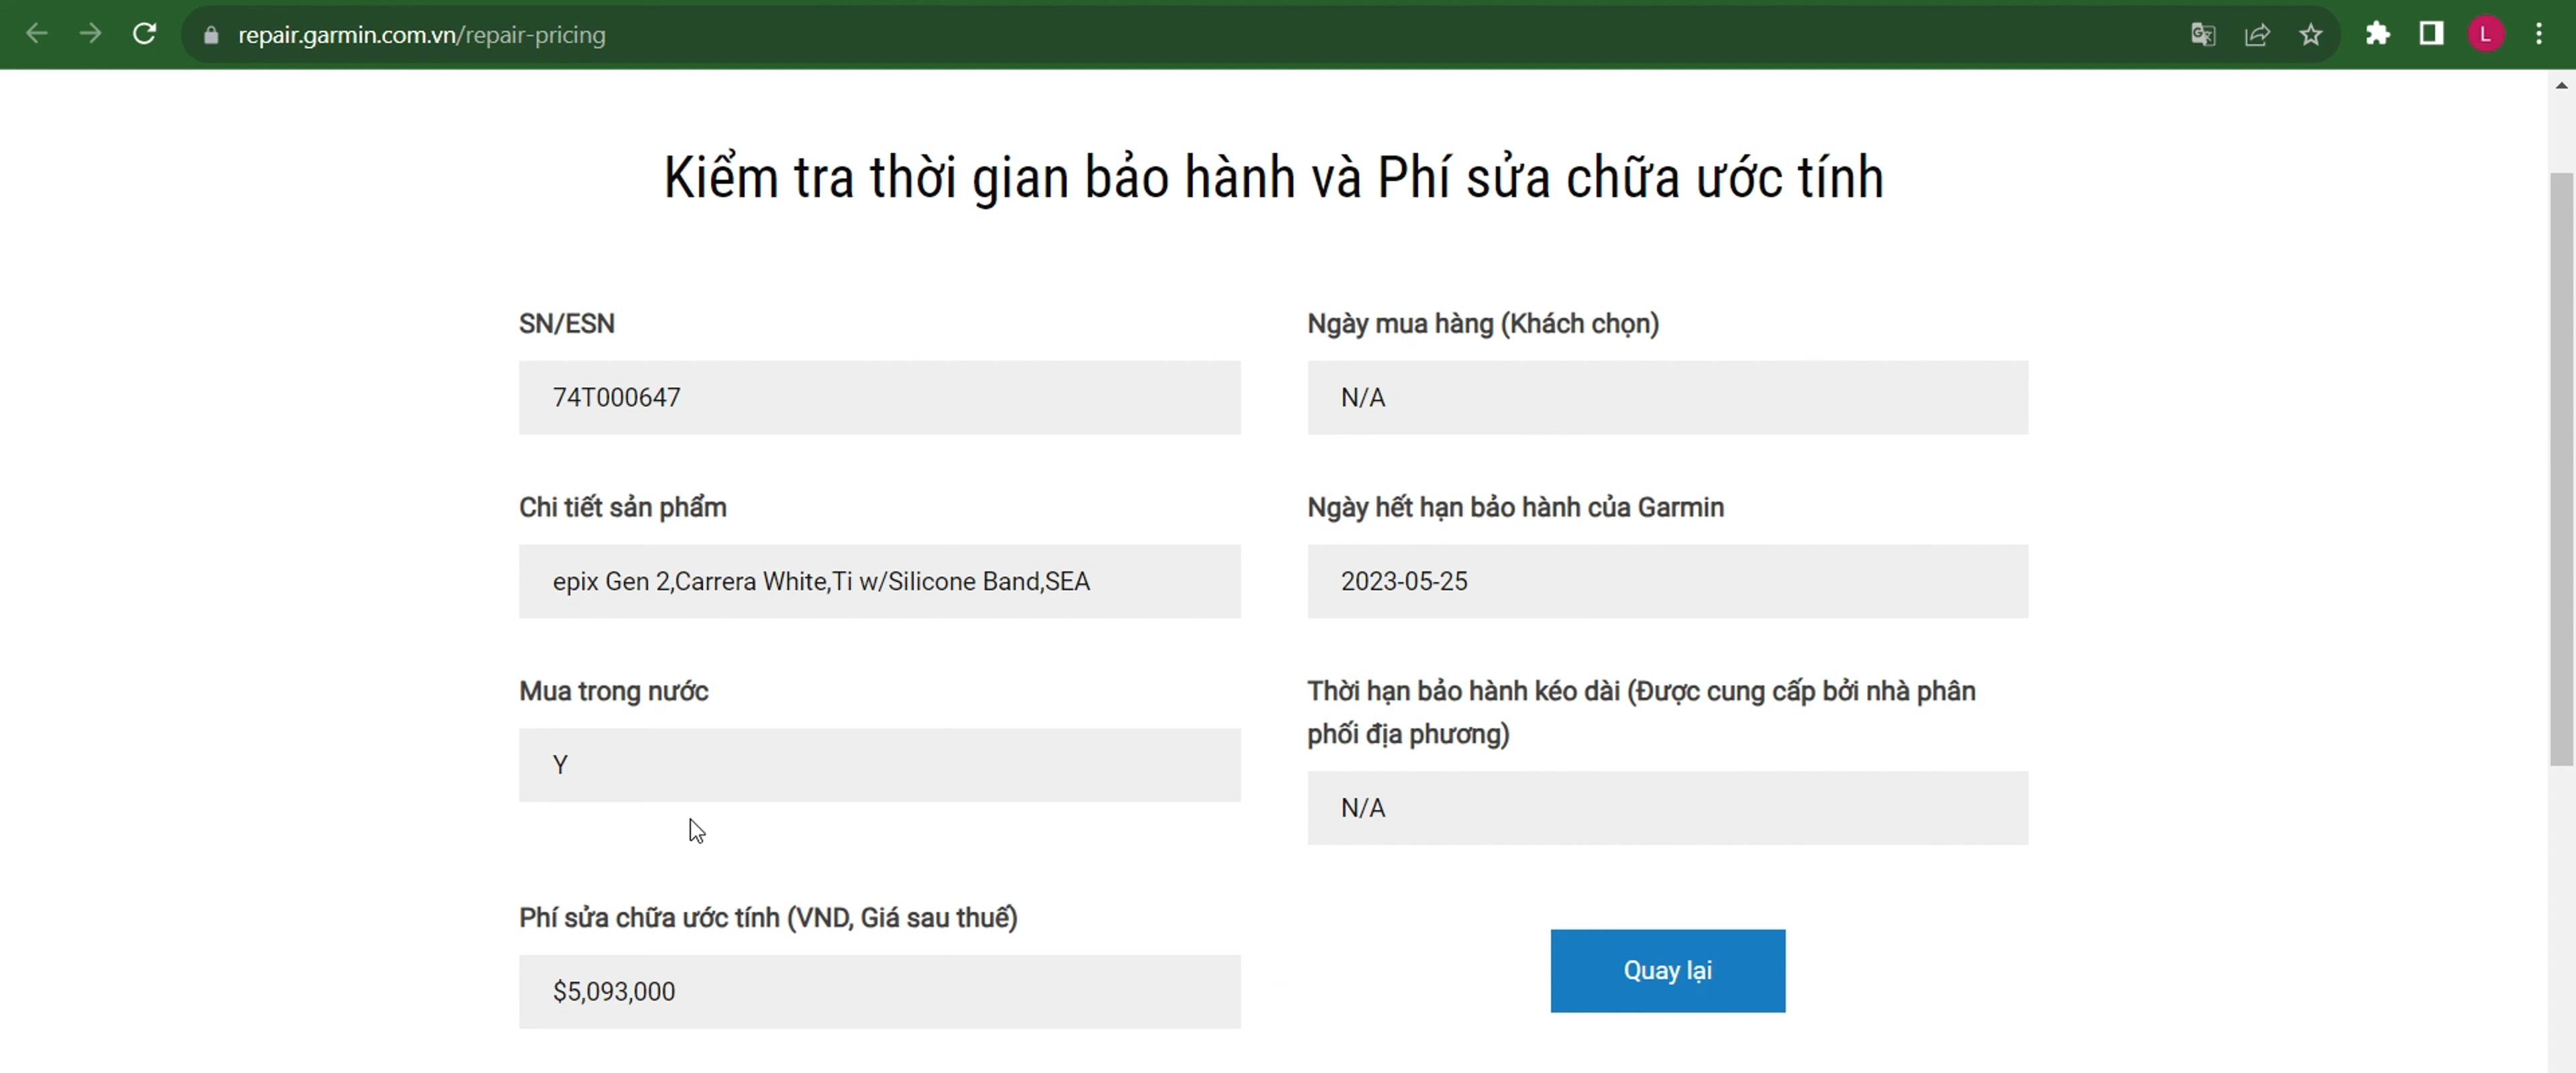 repair.garmin.com.vn/repair-pricing
L
Kiểm tra thời gian bảo hành và Phí sửa chữa ước tính
SN/ESN
74T000647
Chi tiết sản phẩm
epix Gen 2,Carrera White,Ti w/Silicone Band,SEA
Mua trong nước
Y
Phí sửa chữa ước tính (VND, Giá sau thuế)
$5,093,000
Ngày mua hàng (Khách chọn)
N/A
Ngày hết hạn bảo hành của Garmin
2023-05-25
Thời hạn bảo hành kéo dài (Được cung cấp bởi nhà phân
phối địa phương)
N/A
Quay lại